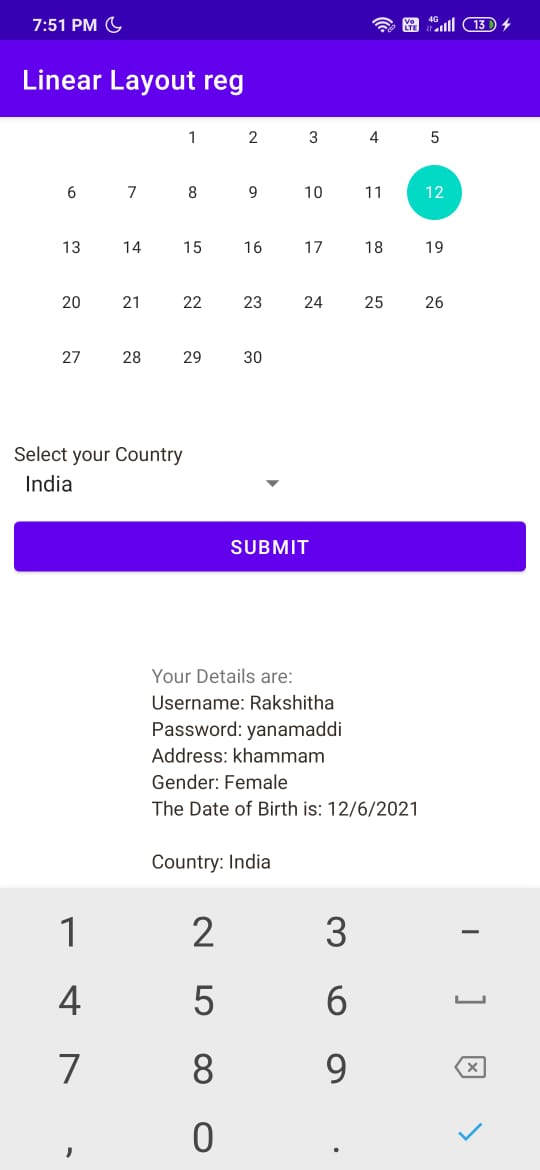 7:51 PM
Vo LTE 4G 13
Linear Layout reg
1 2 3 4 5
6 7 8 9 10 11 12
13 14 15 16 17 18 19
20 21 22 23 24 25 26
27 28 29 30
Select your Country
India
SUBMIT
Your Details are:
Username: Rakshitha
Password: yanamaddi
Address: khammam
Gender: Female
The Date of Birth is: 12/6/2021
Country: India
1 2 3 −
4 5 6
7 8 9
, 0 .